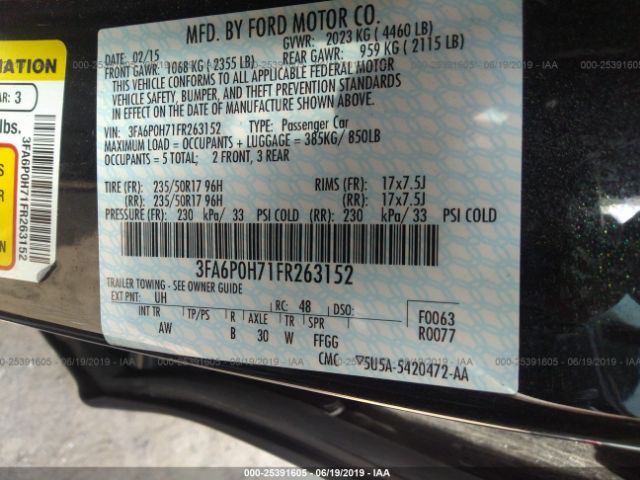 MFD. BY FORD MOTOR CO.
DATE: 02/15 GVWR: 2023 KG ( 4460 LB)
FRONT GAWR: 1068 KG ( 2355 LB) REAR GAWR: 959 KG ( 2115 LB)
THIS VEHICLE CONFORMS TO ALL APPLICABLE FEDERAL MOTOR
VEHICLE SAFETY, BUMPER, AND THEFT PREVENTION STANDARDS
IN EFFECT ON THE DATE OF MANUFACTURE SHOWN ABOVE.
VIN: 3FA6P0H71FR263152 TYPE: Passenger Car
MAXIMUM LOAD = OCCUPANTS + LUGGAGE = 385KG/ 850LB
OCCUPANTS = 5 TOTAL; 2 FRONT, 3 REAR
TIRE (FR): 235/50R17 96H RIMS (FR): 17x7.5J
(RR): 235/50R17 96H (RR): 17x7.5J
PRESSURE (FR): 230 kPa/ 33 PSI COLD (RR): 230 kPa/ 33 PSI COLD
3FA6P0H71FR263152
TRAILER TOWING - SEE OWNER GUIDE
EXT PNT: UH RC: 48 DSO:
INT TR TP/PS R AXLE TR SPR
AW B 30 W FFGG
F0063
R0077
CMC ▽5U5A-5420472-AA
MATION
AR: 3
lbs.
3FA6P0H71FR263152
000-25391605 - 06/19/2019 - IAA